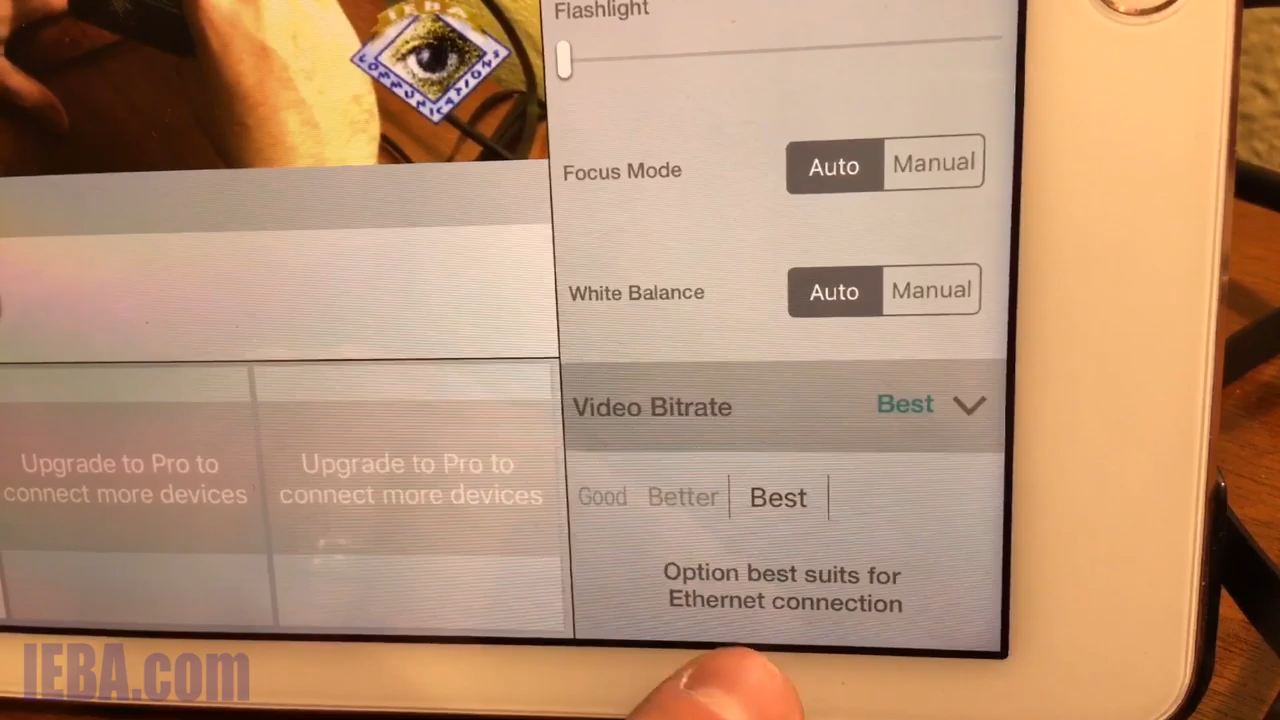 Flashlight
IEBA
COMMUNICATIONS
Focus Mode
Auto
Manual
White Balance
Auto
Manual
Video Bitrate
Best
Upgrade to Pro to
connect more devices
Upgrade to Pro to
connect more devices
Good
Better
Best
Option best suits for
Ethernet connection
IEBA.com